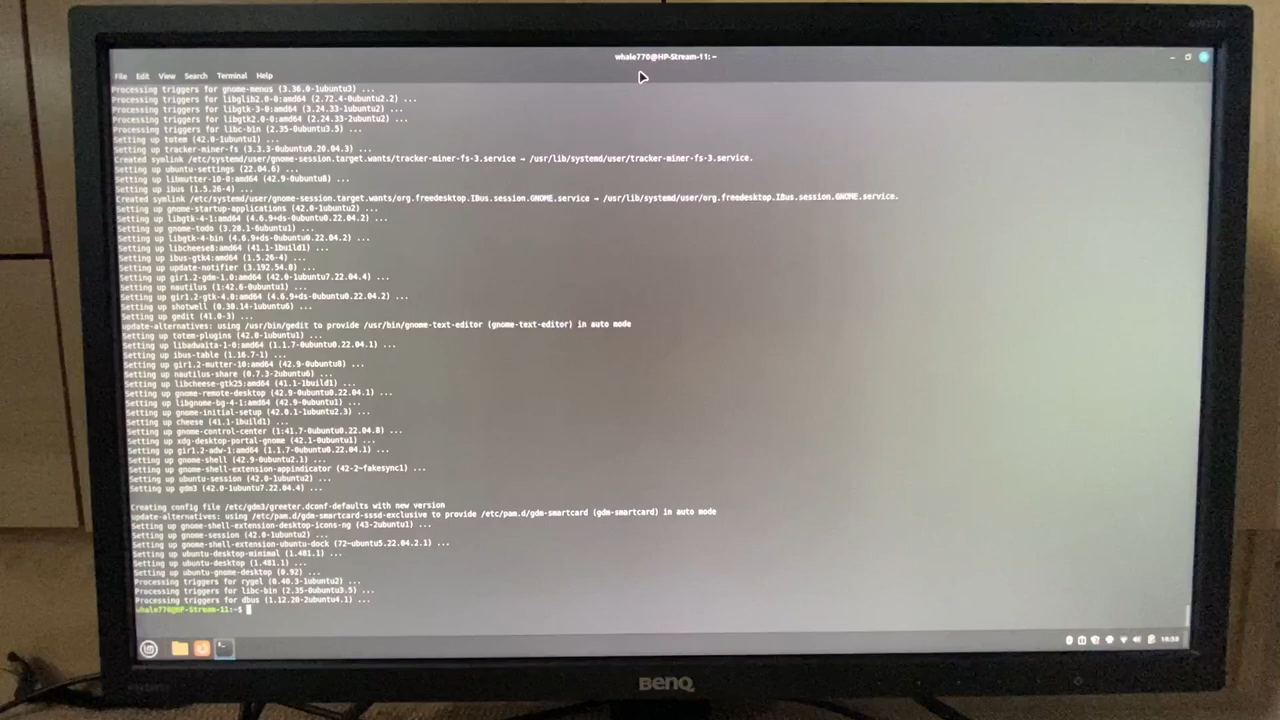 whale770@HP-Stream-11: ~
File Edit View Search Terminal Help
Processing triggers for gnome-menus (3.36.0-1ubuntu3) ...
Processing triggers for libglib2.0-0:amd64 (2.72.4-0ubuntu2.2) ...
Processing triggers for libgtk-3-0:amd64 (3.24.33-1ubuntu2) ...
Processing triggers for libgtk2.0-0:amd64 (2.24.33-2ubuntu2) ...
Processing triggers for libc-bin (2.35-0ubuntu3.5) ...
Setting up totem (42.0-1ubuntu1) ...
Setting up tracker-miner-fs (3.3.3-0ubuntu0.20.04.3) ...
Created symlink /etc/systemd/user/gnome-session.target.wants/tracker-miner-fs-3.service → /usr/lib/systemd/user/tracker-miner-fs-3.service.
Setting up ubuntu-settings (22.04.6) ...
Setting up libmutter-10-0:amd64 (42.9-0ubuntu8) ...
Setting up ibus (1.5.26-4) ...
Created symlink /etc/systemd/user/gnome-session.target.wants/org.freedesktop.IBus.session.GNOME.service → /usr/lib/systemd/user/org.freedesktop.IBus.session.GNOME.service.
Setting up gnome-startup-applications (42.0-1ubuntu2) ...
Setting up libgtk-4-1:amd64 (4.6.9+ds-0ubuntu0.22.04.2) ...
Setting up gnome-todo (3.28.1-6ubuntu1) ...
Setting up libgtk-4-bin (4.6.9+ds-0ubuntu0.22.04.2) ...
Setting up libcheese8:amd64 (41.1-1build1) ...
Setting up ibus-gtk4:amd64 (1.5.26-4) ...
Setting up update-notifier (3.192.54.8) ...
Setting up gir1.2-gdm-1.0:amd64 (42.0-1ubuntu7.22.04.4) ...
Setting up nautilus (1:42.6-0ubuntu1) ...
Setting up gir1.2-gtk-4.0:amd64 (4.6.9+ds-0ubuntu0.22.04.2) ...
Setting up shotwell (0.30.14-1ubuntu6) ...
Setting up gedit (41.0-3) ...
update-alternatives: using /usr/bin/gedit to provide /usr/bin/gnome-text-editor (gnome-text-editor) in auto mode
Setting up totem-plugins (42.0-1ubuntu1) ...
Setting up libadwaita-1-0:amd64 (1.1.7-0ubuntu0.22.04.1) ...
Setting up ibus-table (1.16.7-1) ...
Setting up gir1.2-mutter-10:amd64 (42.9-0ubuntu8) ...
Setting up nautilus-share (0.7.3-2ubuntu6) ...
Setting up libcheese-gtk25:amd64 (41.1-1build1) ...
Setting up gnome-remote-desktop (42.9-0ubuntu0.22.04.1) ...
Setting up libgnome-bg-4-1:amd64 (42.9-0ubuntu1) ...
Setting up gnome-initial-setup (42.0.1-1ubuntu2.3) ...
Setting up cheese (41.1-1build1) ...
Setting up gnome-control-center (1:41.7-0ubuntu0.22.04.8) ...
Setting up xdg-desktop-portal-gnome (42.1-0ubuntu1) ...
Setting up gir1.2-adw-1:amd64 (1.1.7-0ubuntu0.22.04.1) ...
Setting up gnome-shell (42.9-0ubuntu2.1) ...
Setting up gnome-shell-extension-appindicator (42-2~fakesync1) ...
Setting up ubuntu-session (42.0-1ubuntu2) ...
Setting up gdm3 (42.0-1ubuntu7.22.04.4) ...
Creating config file /etc/gdm3/greeter.dconf-defaults with new version
update-alternatives: using /etc/pam.d/gdm-smartcard-sssd-exclusive to provide /etc/pam.d/gdm-smartcard (gdm-smartcard) in auto mode
Setting up gnome-shell-extension-desktop-icons-ng (43-2ubuntu1) ...
Setting up gnome-session (42.0-1ubuntu2) ...
Setting up gnome-shell-extension-ubuntu-dock (72~ubuntu5.22.04.2.1) ...
Setting up ubuntu-desktop-minimal (1.481.1) ...
Setting up ubuntu-desktop (1.481.1) ...
Setting up ubuntu-gnome-desktop (0.92) ...
Processing triggers for rygel (0.40.3-1ubuntu2) ...
Processing triggers for libc-bin (2.35-0ubuntu3.5) ...
Processing triggers for dbus (1.12.20-2ubuntu4.1) ...
whale770@HP-Stream-11:~$
BenQ